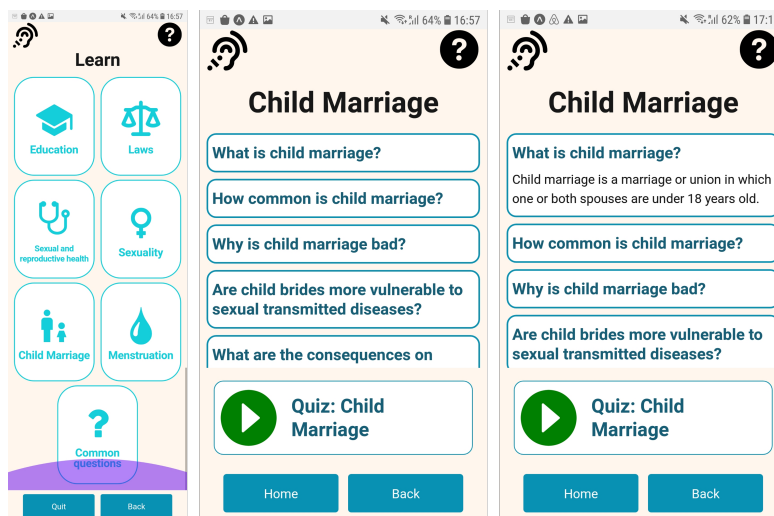 16:57
64%
?
Learn
Education
Laws
Sexual and
reproductive health
Sexuality
Child Marriage
Menstruation
?
Common
questions
Quit
Back
64% 16:57
?
Child Marriage
What is child marriage?
How common is child marriage?
Why is child marriage bad?
Are child brides more vulnerable to
sexual transmitted diseases?
What are the consequences on
Quiz: Child
Marriage
Home
Back
62% 17:1
?
Child Marriage
What is child marriage?
Child marriage is a marriage or union in which
one or both spouses are under 18 years old.
How common is child marriage?
Why is child marriage bad?
Are child brides more vulnerable to
sexual transmitted diseases?
Quiz: Child
Marriage
Home
Back